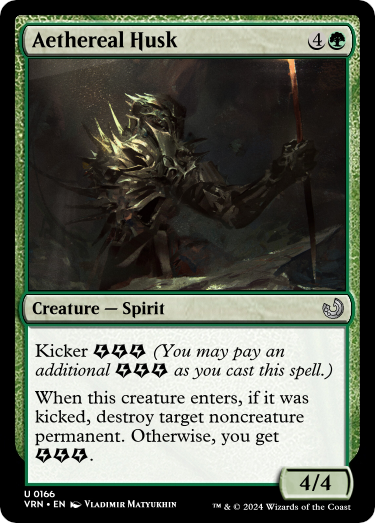 Aethereal Husk 4
Creature — Spirit
Kicker (You may pay an
additional as you cast this spell.)
When this creature enters, if it was
kicked, destroy target noncreature
permanent. Otherwise, you get
.
4/4
U 0166
VRN • EN Vladimir Matyukhin
™ & © 2024 Wizards of the Coast